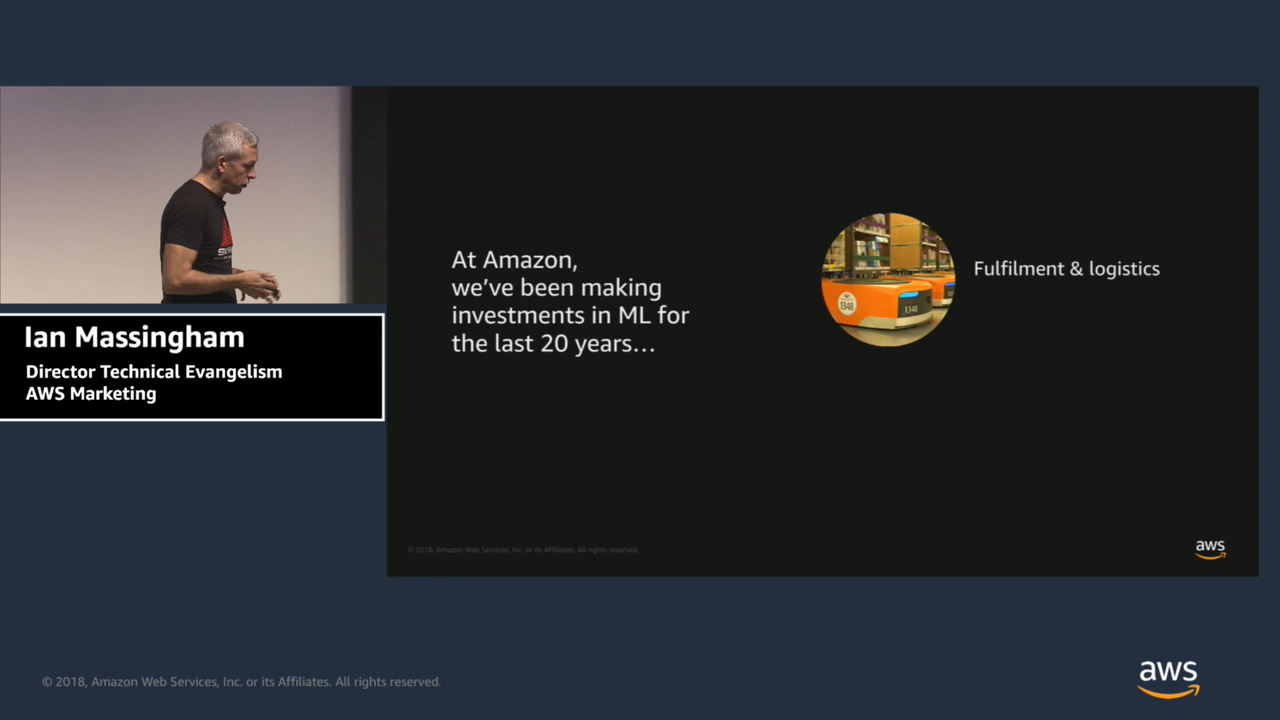 Ian Massingham
Director Technical Evangelism
AWS Marketing
At Amazon,
we've been making
investments in ML for
the last 20 years…
Fulfilment & logistics
1348
1348
© 2018, Amazon Web Services, Inc. or its Affiliates. All rights reserved.
aws
© 2018, Amazon Web Services, Inc. or its Affiliates. All rights reserved.
aws